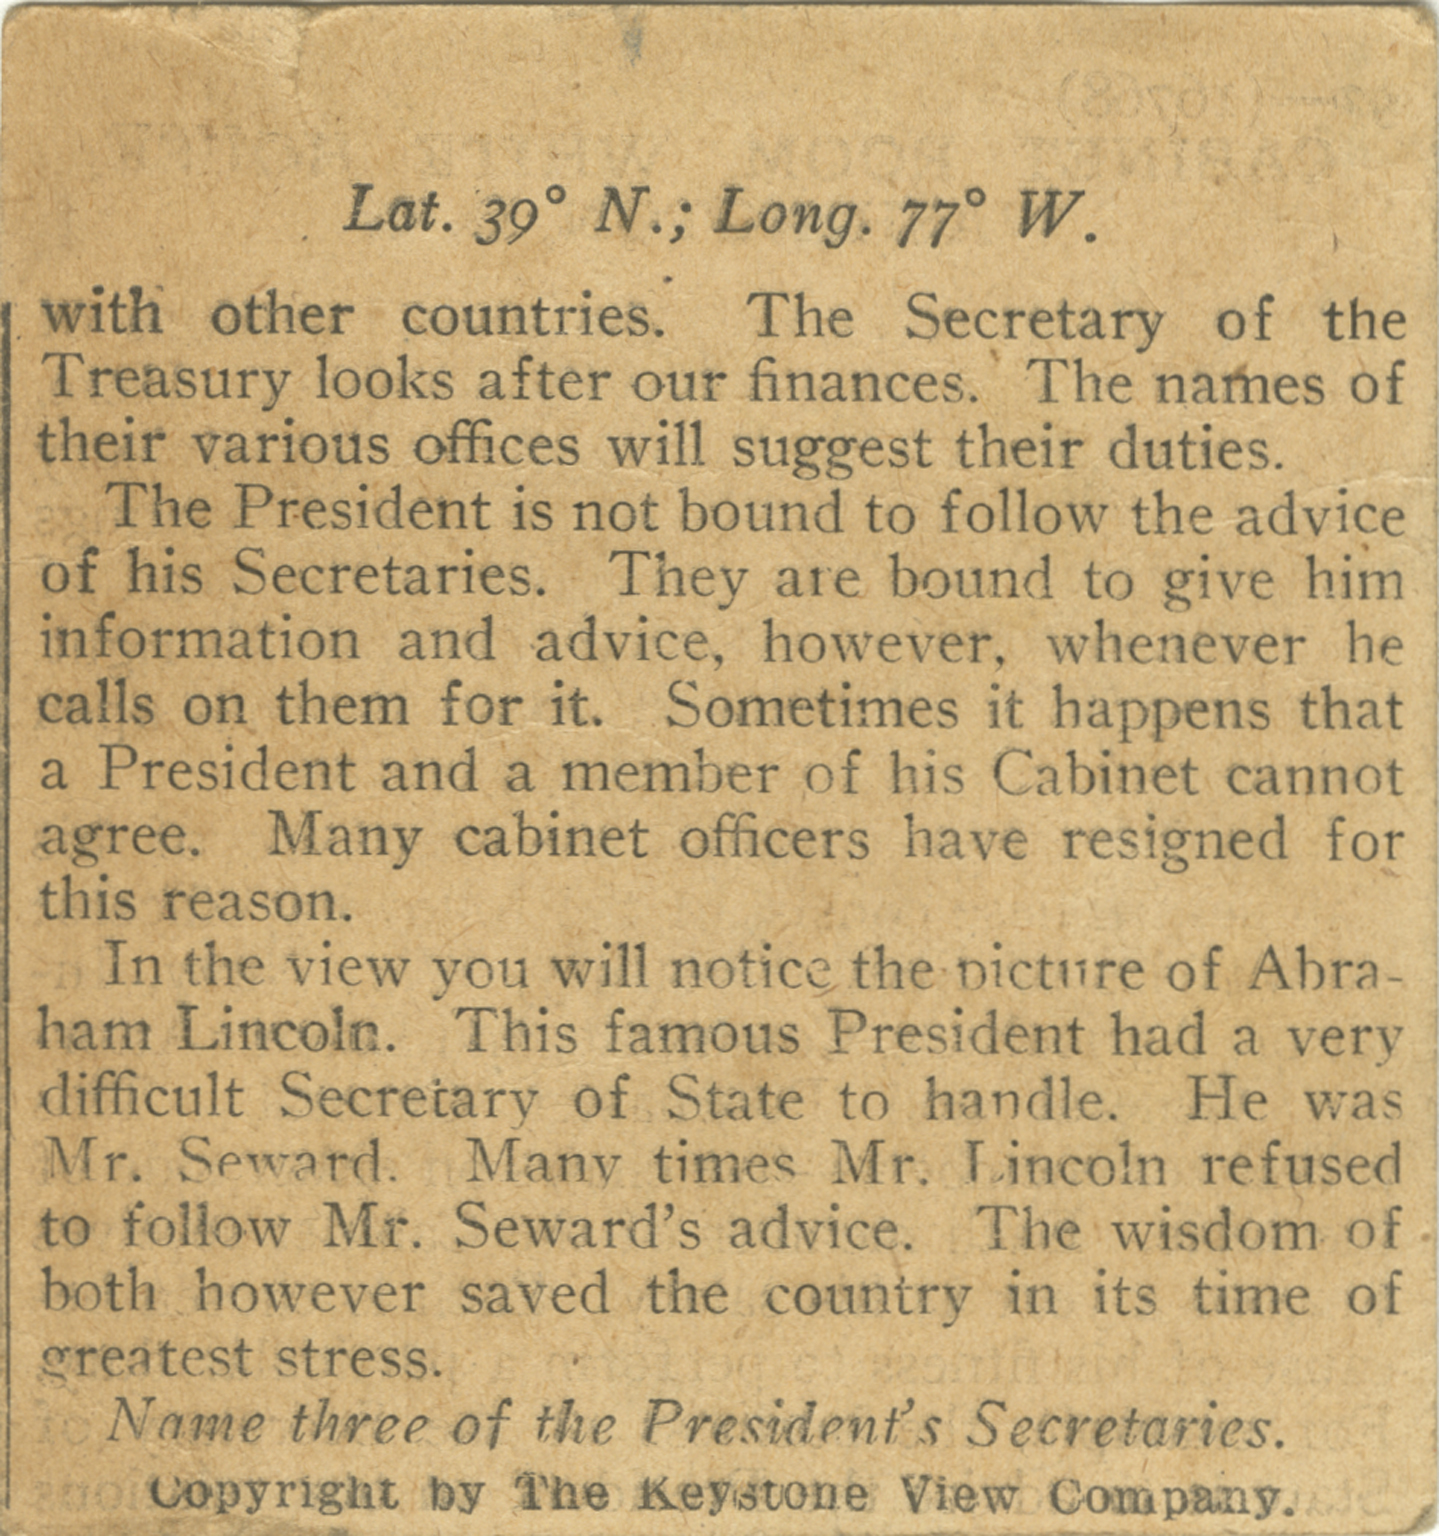 Lat. 39° N.; Long. 77° W.
with other countries. The Secretary of the
Treasury looks after our finances. The names of
their various offices will suggest their duties.
The President is not bound to follow the advice
of his Secretaries. They are bound to give him
information and advice, however, whenever he
calls on them for it. Sometimes it happens that
a President and a member of his Cabinet cannot
agree. Many cabinet officers have resigned for
this reason.
In the view you will notice the picture of Abra-
ham Lincoln. This famous President had a very
difficult Secretary of State to handle. He was
Mr. Seward. Many times Mr. Lincoln refused
to follow Mr. Seward's advice. The wisdom of
both however saved the country in its time of
greatest stress.
Name three of the President's Secretaries.
Copyright by The Keystone View Company.